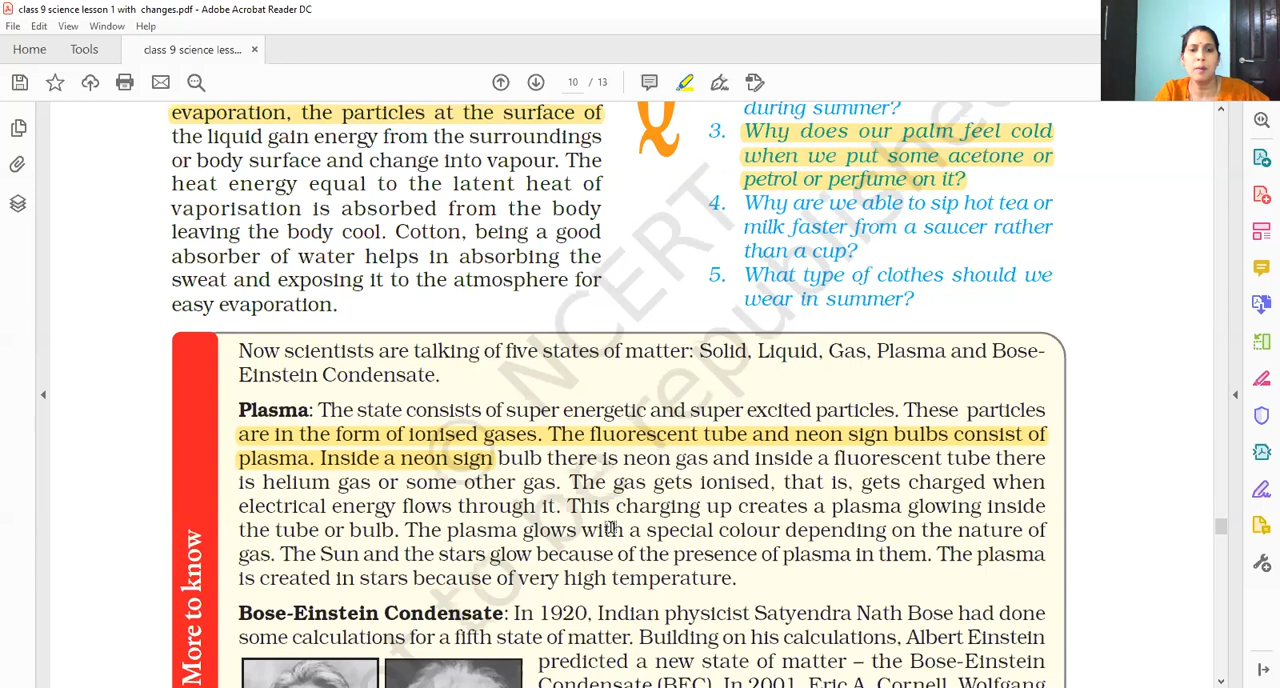 class 9 science lesson 1 with changes.pdf - Adobe Acrobat Reader DC
File Edit View Window Help
Home Tools class 9 science less... ×
10 / 13
evaporation, the particles at the surface of
the liquid gain energy from the surroundings
or body surface and change into vapour. The
heat energy equal to the latent heat of
vaporisation is absorbed from the body
leaving the body cool. Cotton, being a good
absorber of water helps in absorbing the
sweat and exposing it to the atmosphere for
easy evaporation.
Q
during summer?
3. Why does our palm feel cold
when we put some acetone or
petrol or perfume on it?
4. Why are we able to sip hot tea or
milk faster from a saucer rather
than a cup?
5. What type of clothes should we
wear in summer?
More to know
Now scientists are talking of five states of matter: Solid, Liquid, Gas, Plasma and Bose-
Einstein Condensate.
Plasma: The state consists of super energetic and super excited particles. These particles
are in the form of ionised gases. The fluorescent tube and neon sign bulbs consist of
plasma. Inside a neon sign bulb there is neon gas and inside a fluorescent tube there
is helium gas or some other gas. The gas gets ionised, that is, gets charged when
electrical energy flows through it. This charging up creates a plasma glowing inside
the tube or bulb. The plasma glows with a special colour depending on the nature of
gas. The Sun and the stars glow because of the presence of plasma in them. The plasma
is created in stars because of very high temperature.
Bose-Einstein Condensate: In 1920, Indian physicist Satyendra Nath Bose had done
some calculations for a fifth state of matter. Building on his calculations, Albert Einstein
predicted a new state of matter – the Bose-Einstein
Condensate (BEC). In 2001, Eric A. Cornell, Wolfgang
© NCERT
not to be republished